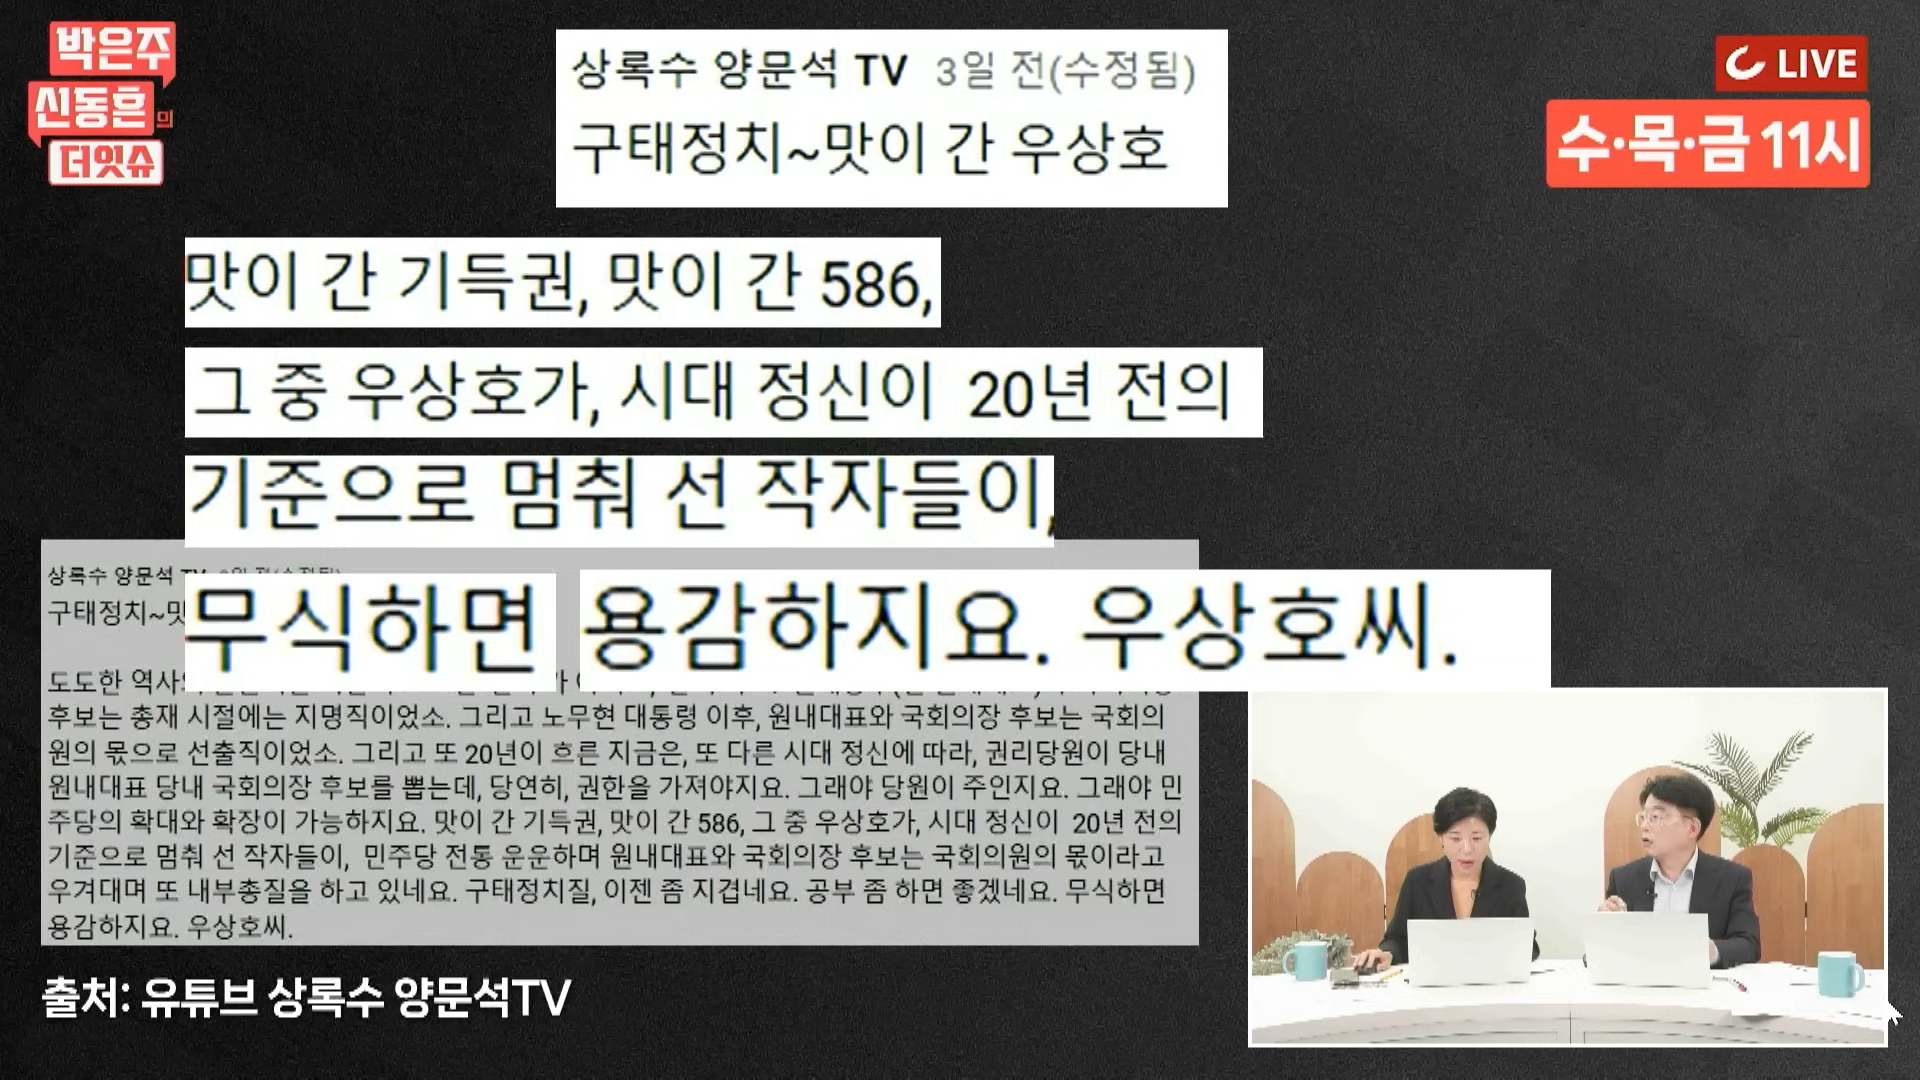 박은주
신동흔의
더잇슈
LIVE
수·목·금 11시
상록수 양문석 TV 3일 전(수정됨)
구태정치~맛이 간 우상호
맛이 간 기득권, 맛이 간 586,
그 중 우상호가, 시대 정신이 20년 전의
기준으로 멈춰 선 작자들이,
무식하면 용감하지요. 우상호씨.
상록수 양문석
구태정치~맛
도도한 역사
후보는 총재 시절에는 지명직이었소. 그리고 노무현 대통령 이후, 원내대표와 국회의장 후보는 국회의
원의 몫으로 선출직이었소. 그리고 또 20년이 흐른 지금은, 또 다른 시대 정신에 따라, 권리당원이 당내
원내대표 당내 국회의장 후보를 뽑는데, 당연히, 권한을 가져야지요. 그래야 당원이 주인지요. 그래야 민
주당의 확대와 확장이 가능하지요. 맛이 간 기득권, 맛이 간 586, 그 중 우상호가, 시대 정신이 20년 전의
기준으로 멈춰 선 작자들이, 민주당 전통 운운하며 원내대표와 국회의장 후보는 국회의원의 몫이라고
우겨대며 또 내부총질을 하고 있네요. 구태정치질, 이젠 좀 지겹네요. 공부 좀 하면 좋겠네요. 무식하면
용감하지요. 우상호씨.
출처: 유튜브 상록수 양문석TV